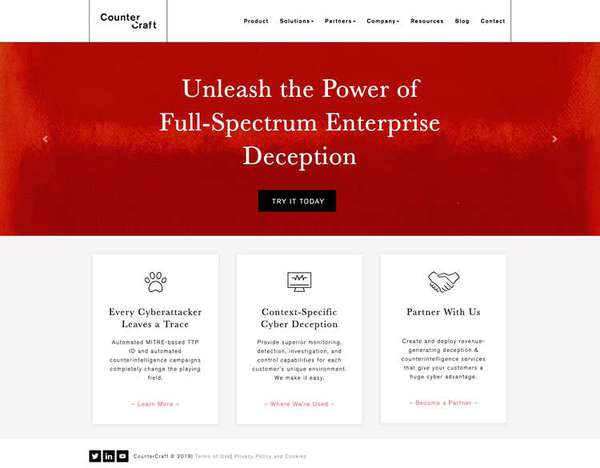 Counter
Craft
Product Solutions Partners Company Resources Blog Contact
Unleash the Power of
Full-Spectrum Enterprise
Deception
TRY IT TODAY
Every Cyberattacker
Leaves a Trace
Automated MITRE-based TTP
ID and automated
counterintelligence campaigns
completely change the playing
field.
– Learn More –
Context-Specific
Cyber Deception
Provide superior monitoring,
detection, investigation, and
control capabilities for each
customer's unique environment.
We make it easy.
– Where We're Used –
Partner With Us
Create and deploy revenue-
generating deception &
counterintelligence services
that give your customers a
huge cyber advantage.
– Become a Partner –
CounterCraft © 2019| Terms of Use| Privacy Policy and Cookies